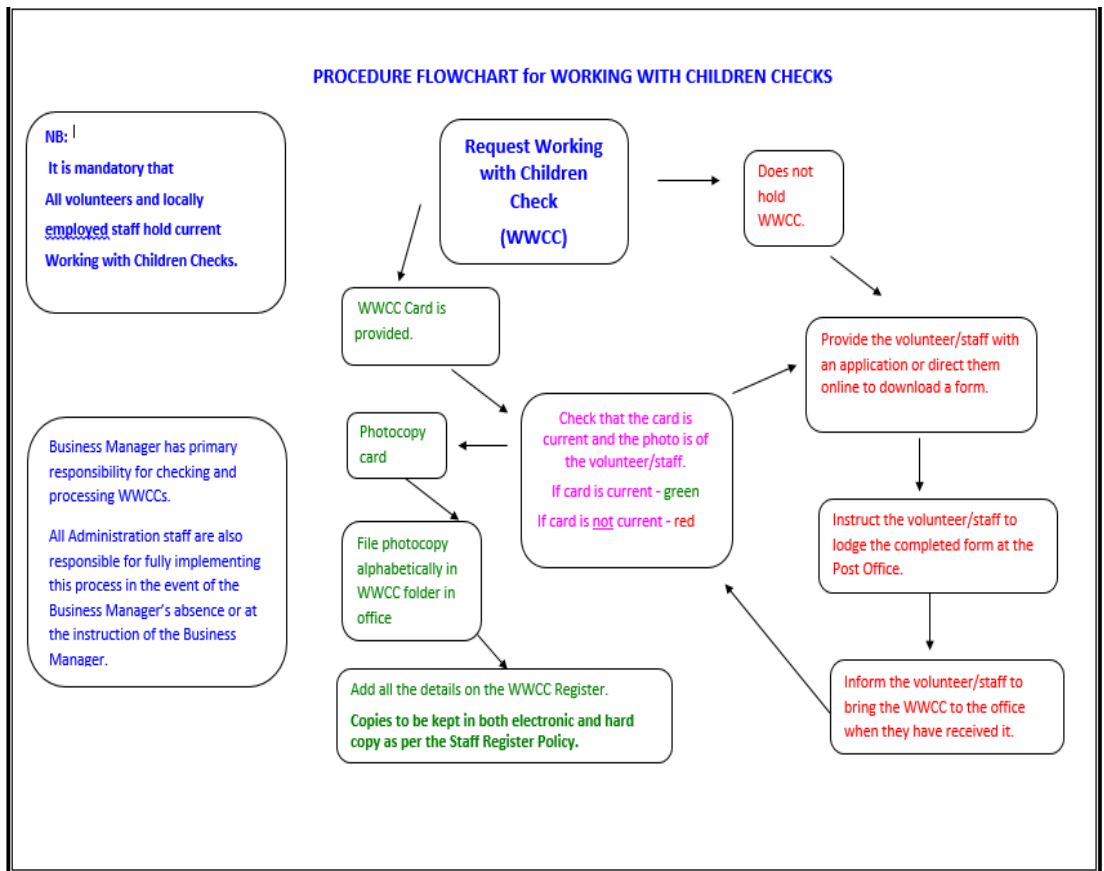 PROCEDURE FLOWCHART for WORKING WITH CHILDREN CHECKS
NB:
It is mandatory that
All volunteers and locally
employed staff hold current
Working with Children Checks.
Request Working
with Children
Check
(WWCC)
Does not
hold
WWCC.
WWCC Card is
provided.
Provide the volunteer/staff with
an application or direct them
online to download a form.
Check that the card is
current and the photo is of
the volunteer/staff.
If card is current - green
If card is not current - red
Photocopy
card
Business Manager has primary
responsibility for checking and
processing WWCCs.
All Administration staff are also
responsible for fully implementing
this process in the event of the
Business Manager's absence or at
the instruction of the Business
Manager.
File photocopy
alphabetically in
WWCC folder in
office
Instruct the volunteer/staff to
lodge the completed form at the
Post Office.
Add all the details on the WWCC Register.
Copies to be kept in both electronic and hard
copy as per the Staff Register Policy.
Inform the volunteer/staff to
bring the WWCC to the office
when they have received it.